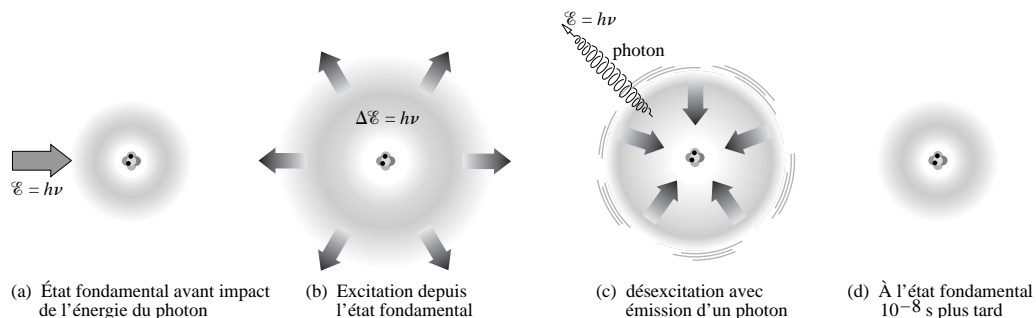 ℰ = hν
(a) État fondamental avant impact
de l'énergie du photon
Δℰ = hν
(b) Excitation depuis
l'état fondamental
ℰ = hν
photon
(c) désexcitation avec
émission d'un photon
(d) À l'état fondamental
10⁻⁸ s plus tard